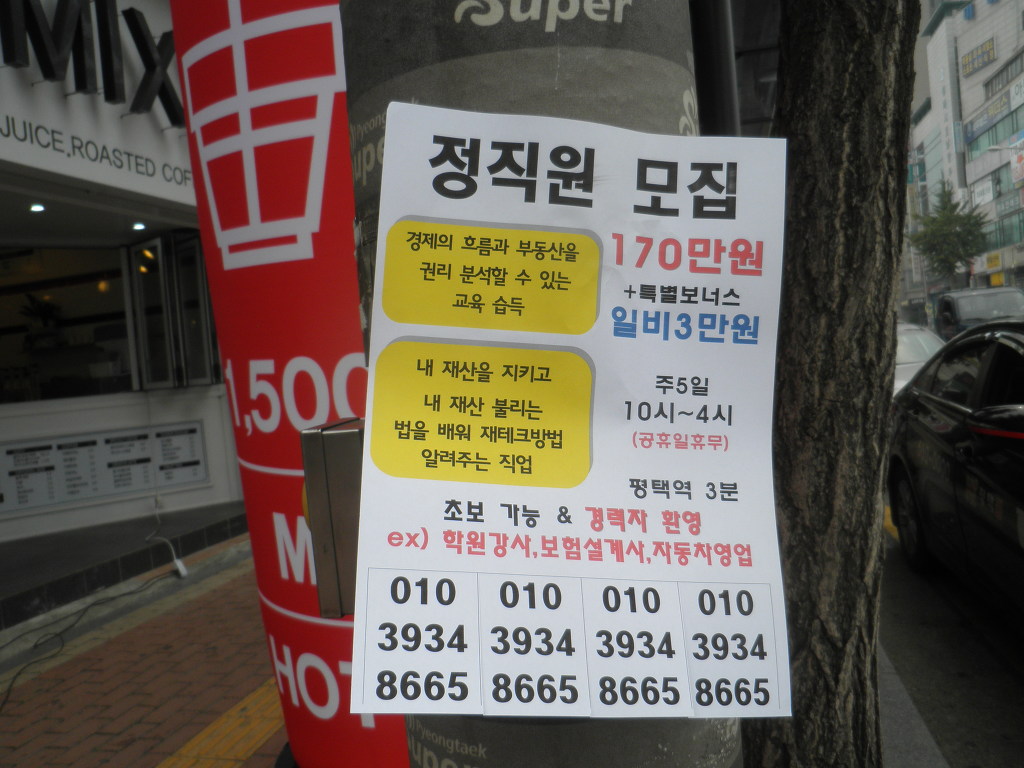 Super
MIX
JUICE,ROASTED COF
1,500
M
HOT
정직원 모집
경제의 흐름과 부동산을
권리 분석할 수 있는
교육 습득
170만원
+특별보너스
일비3만원
내 재산을 지키고
내 재산 불리는
법을 배워 재테크방법
알려주는 직업
주5일
10시~4시
(공휴일휴무)
평택역 3분
초보 가능 & 경력자 환영
ex) 학원강사,보험설계사,자동차영업
010 010 010 010
3934 3934 3934 3934
8665 8665 8665 8665
yeongtaek